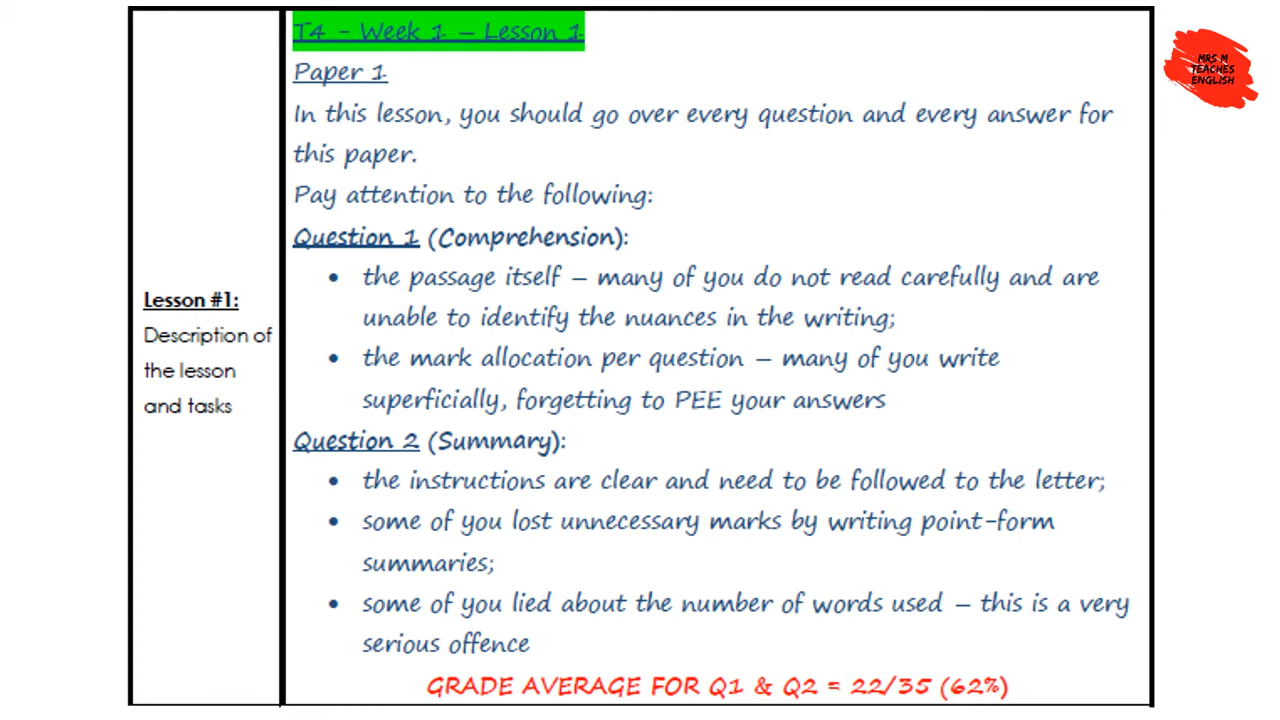 T4 - Week 1 – Lesson 1
Paper 1
In this lesson, you should go over every question and every answer for
this paper.
Pay attention to the following:
Question 1 (Comprehension):
• the passage itself – many of you do not read carefully and are
unable to identify the nuances in the writing;
• the mark allocation per question – many of you write
superficially, forgetting to PEE your answers
Question 2 (Summary):
• the instructions are clear and need to be followed to the letter;
• some of you lost unnecessary marks by writing point-form
summaries;
• some of you lied about the number of words used – this is a very
serious offence
GRADE AVERAGE FOR Q1 & Q2 = 22/35 (62%)
Lesson #1:
Description of
the lesson
and tasks
MRS M
TEACHES
ENGLISH